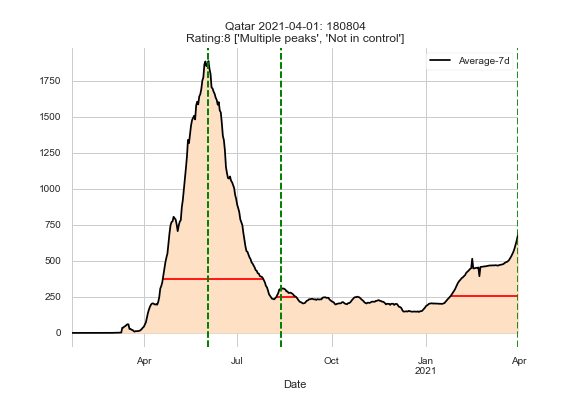 Qatar 2021-04-01: 180804
Rating:8 ['Multiple peaks', 'Not in control']
Average-7d
1750
1500
1250
1000
750
500
250
0
Apr Jul Oct Jan Apr
2021
Date